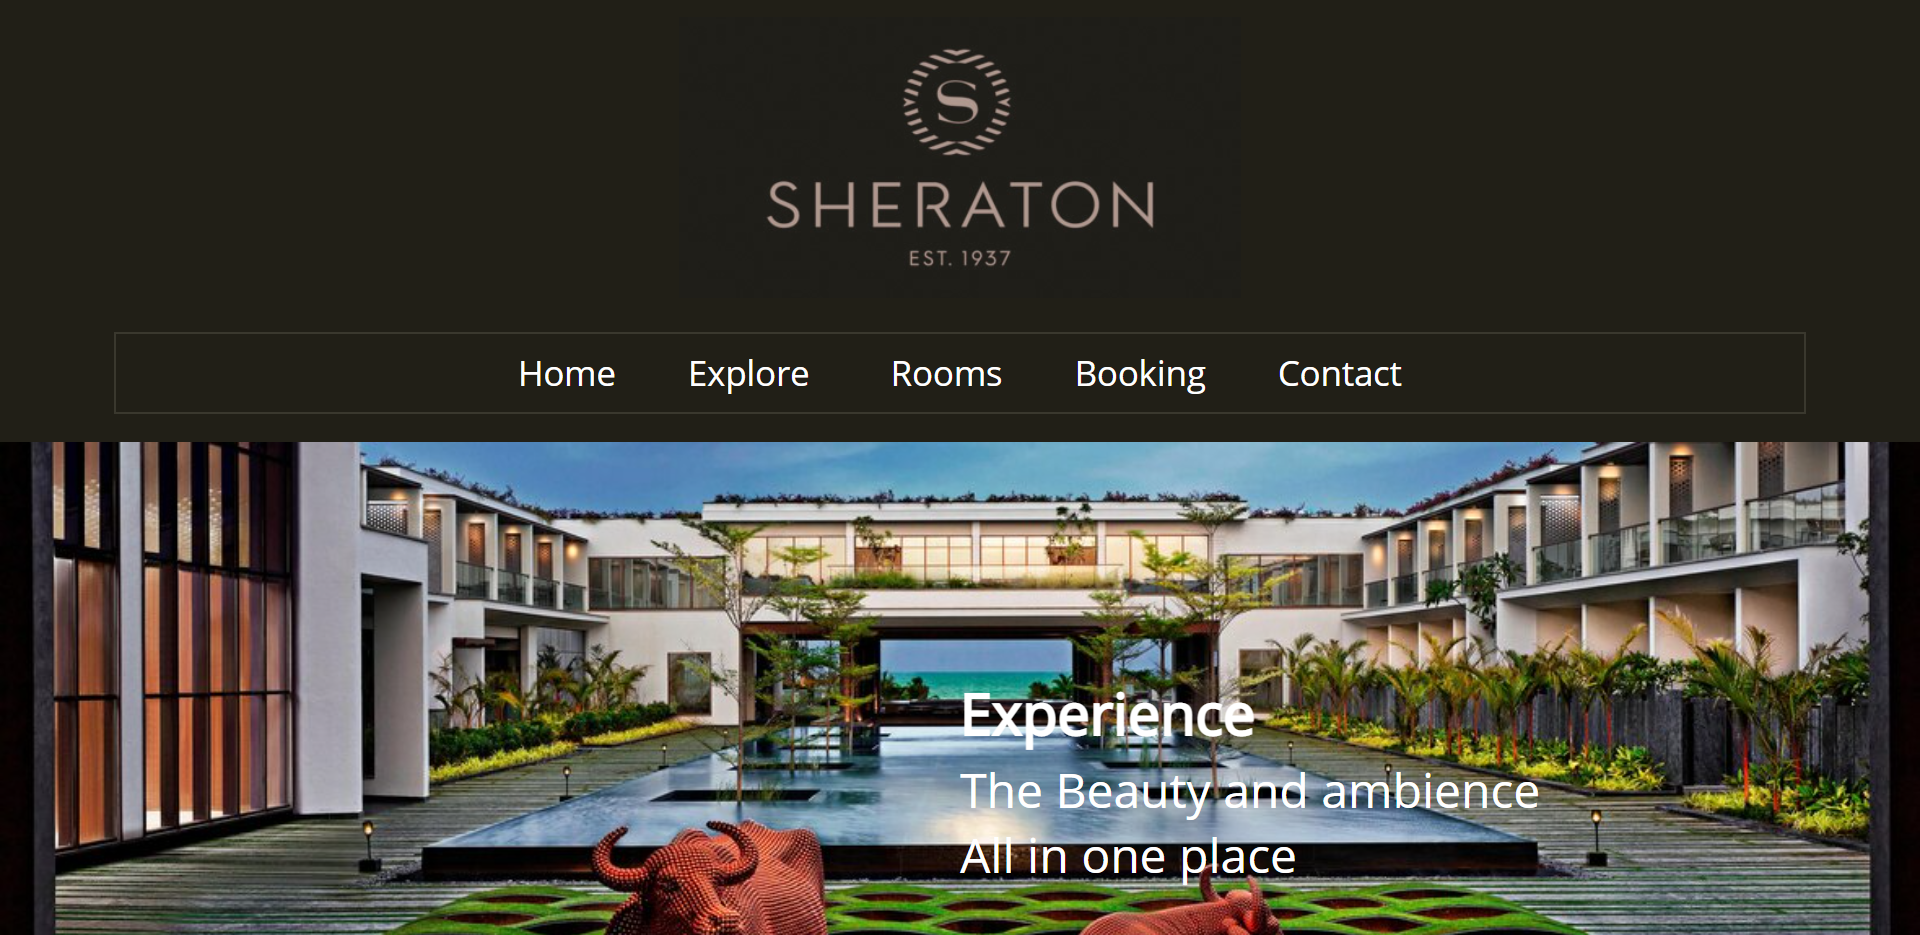 S
SHERATON
EST. 1937
Home Explore Rooms Booking Contact
Experience
The Beauty and ambience
All in one place